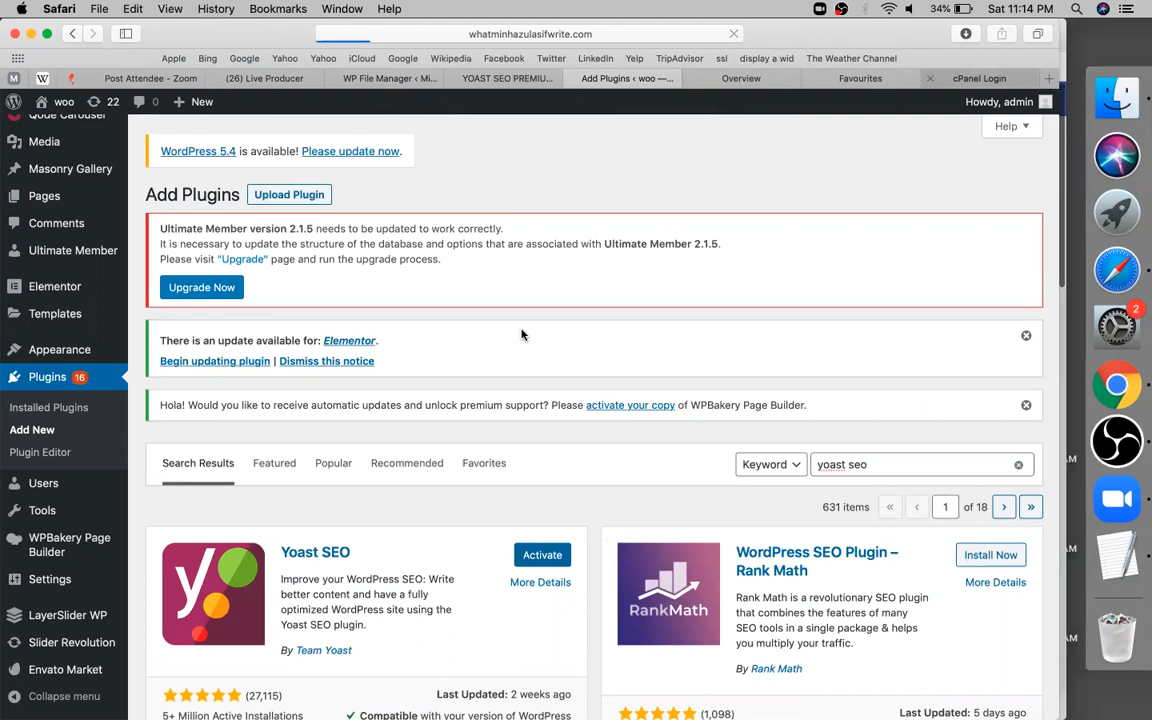 Safari File Edit View History Bookmarks Window Help 34% Sat 11:14 PM
whatminhazulasifwrite.com
Apple Bing Google Yahoo Yahoo iCloud Google Wikipedia Facebook Twitter LinkedIn Yelp TripAdvisor ssl display a wid The Weather Channel
M W Post Attendee - Zoom (26) Live Producer WP File Manager ‹ Mi... YOAST SEO PREMIU... Add Plugins ‹ woo —... Overview Favourites cPanel Login
woo 22 0 + New Howdy, admin
Help
Qode Carousel
Media
Masonry Gallery
Pages
Comments
Ultimate Member
Elementor
Templates
Appearance
Plugins 16
Installed Plugins
Add New
Plugin Editor
Users
Tools
WPBakery Page
Builder
Settings
LayerSlider WP
Slider Revolution
Envato Market
Collapse menu
WordPress 5.4 is available! Please update now.
Add Plugins Upload Plugin
Ultimate Member version 2.1.5 needs to be updated to work correctly.
It is necessary to update the structure of the database and options that are associated with Ultimate Member 2.1.5.
Please visit "Upgrade" page and run the upgrade process.
Upgrade Now
There is an update available for: Elementor.
Begin updating plugin | Dismiss this notice
Hola! Would you like to receive automatic updates and unlock premium support? Please activate your copy of WPBakery Page Builder.
Search Results Featured Popular Recommended Favorites Keyword yoast seo
631 items « ‹ 1 of 18 › »
Yoast SEO
Activate
More Details
Improve your WordPress SEO: Write
better content and have a fully
optimized WordPress site using the
Yoast SEO plugin.
By Team Yoast
(27,115)
Last Updated: 2 weeks ago
5+ Million Active Installations
✓ Compatible with your version of WordPress
RankMath
WordPress SEO Plugin –
Rank Math
Install Now
More Details
Rank Math is a revolutionary SEO plugin
that combines the features of many
SEO tools in a single package & helps
you multiply your traffic.
By Rank Math
(1,098)
Last Updated: 5 days ago
2
AM
AM
AM